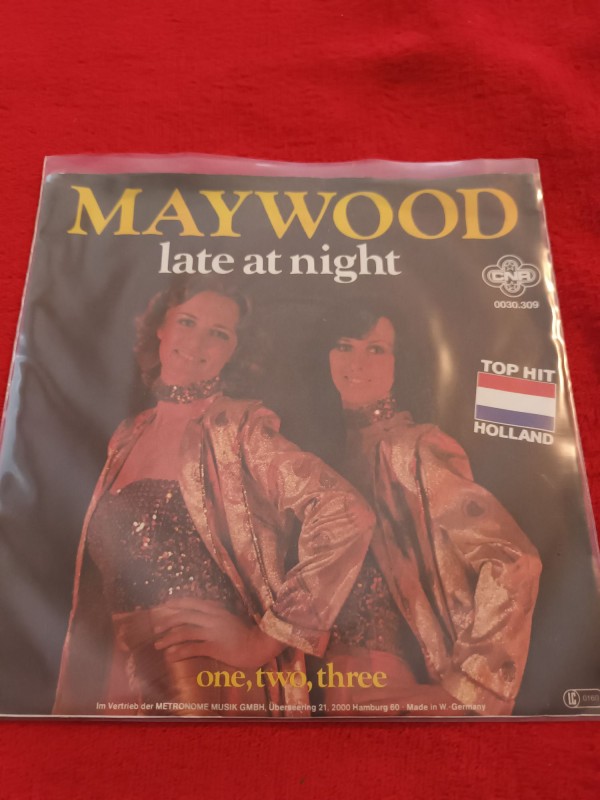 MAYWOOD
late at night
CNR
0030.309
TOP HIT
HOLLAND
one, two, three
Im Vertrieb der METRONOME MUSIK GMBH, Überseering 21, 2000 Hamburg 60 · Made in W.-Germany
LC